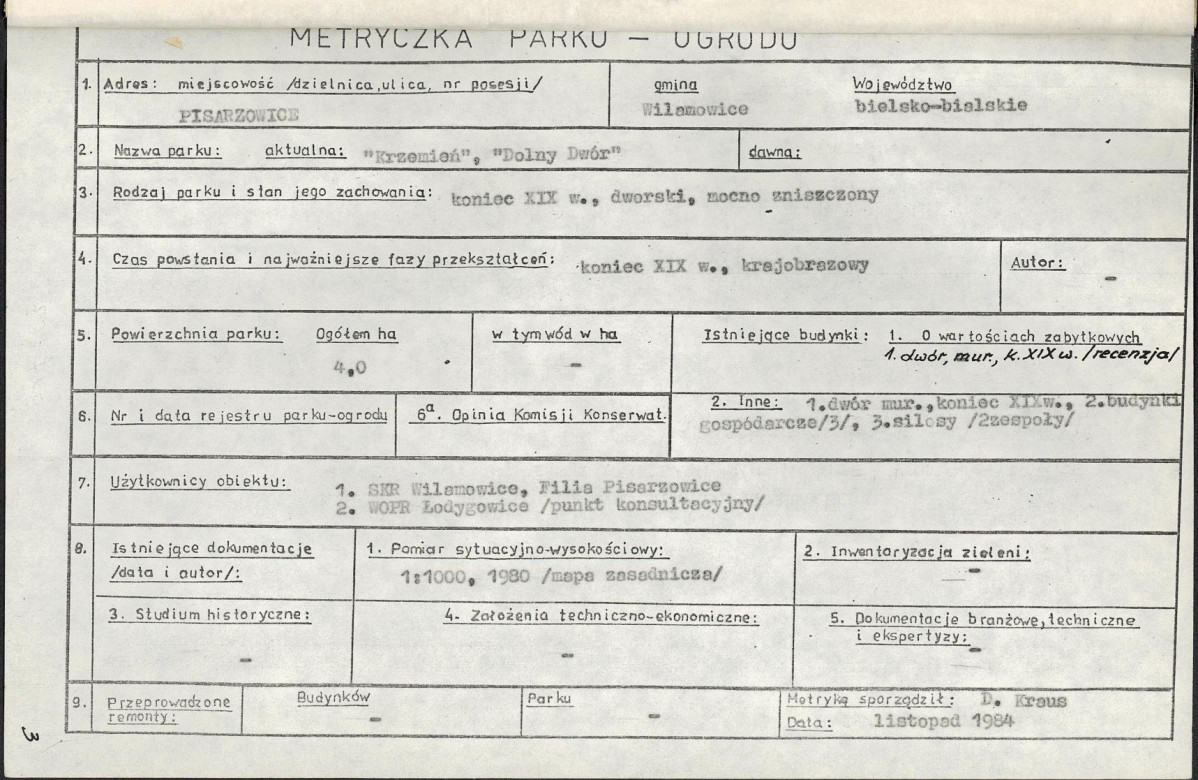 METRYCZKA PARKU — OGRODU
1. Adres: miejscowość /dzielnica, ulica, nr posesji/ gmina Województwo
PISARZOWICE Wilamowice bielsko-bialskie
2. Nazwa parku: aktualna: "Krzemień", "Dolny Dwór" dawna:
3. Rodzaj parku i stan jego zachowania: koniec XIX w., dworski, mocno zniszczony
4. Czas powstania i najważniejsze fazy przekształceń: koniec XIX w., krajobrazowy Autor: -
5. Powierzchnia parku: Ogółem ha w tym wód w ha Istniejące budynki: 1. O wartościach zabytkowych
4,0 - 1. dwór, mur., k. XIX w. /recenzja/
6. Nr i data rejestru parku-ogrodu 6a. Opinia Komisji Konserwat. 2. Inne: 1.dwór mur., koniec XIXw., 2.budynki
gospódarcze/3/, 3.silosy /2zespoły/
7. Użytkownicy obiektu: 1. SKR Wilamowice, Filia Pisarzowice
2. WOPR Łodygowice /punkt konsultacyjny/
8. Istniejące dokumentacje 1. Pomiar sytuacyjno-wysokościowy: 2. Inwentaryzacja zieleni:
/data i autor/: 1:1000, 1980 /mapa zasadnicza/ -
3. Studium historyczne: 4. Założenia techniczno-ekonomiczne: 5. Dokumentacje branżowe, techniczne
i ekspertyzy:
- - -
9. Przeprowadzone Budynków Parku Metrykę sporządził: D. Kraus
remonty: - - Data: listopad 1984
3